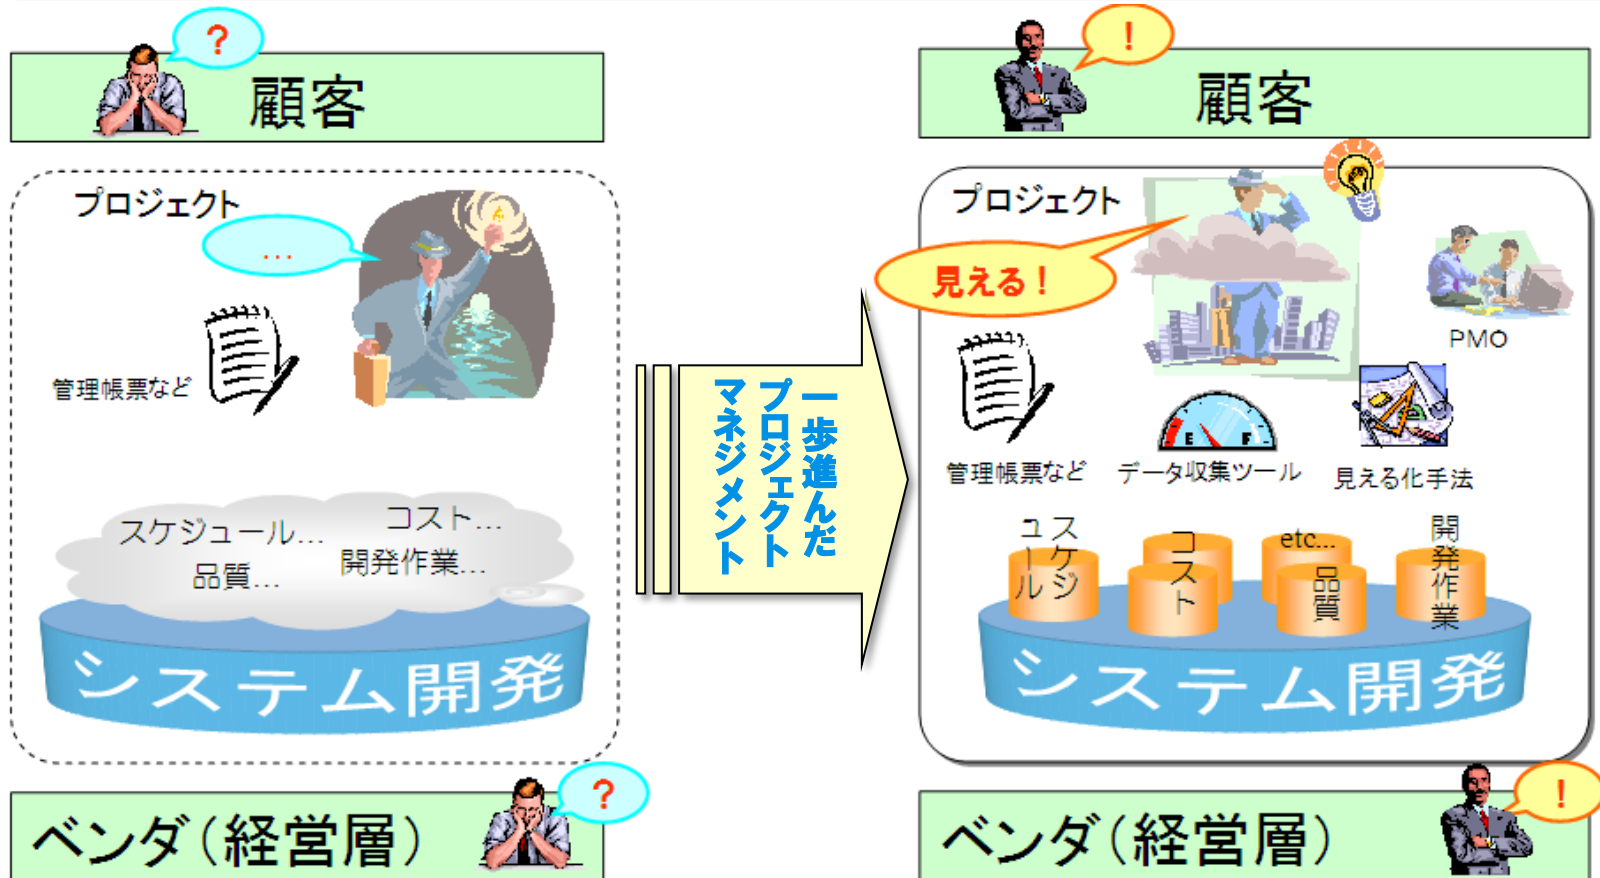 ?
顧客
プロジェクト
...
管理帳票など
スケジュール...
コスト...
品質...
開発作業...
システム開発
ベンダ（経営層）
?
一歩進んだ
プロジェクト
マネジメント
!
顧客
プロジェクト
見える！
PMO
管理帳票など
E F
データ収集ツール
見える化手法
スケジ
ュール
コスト
etc...
品質
開発作業
システム開発
ベンダ（経営層）
!